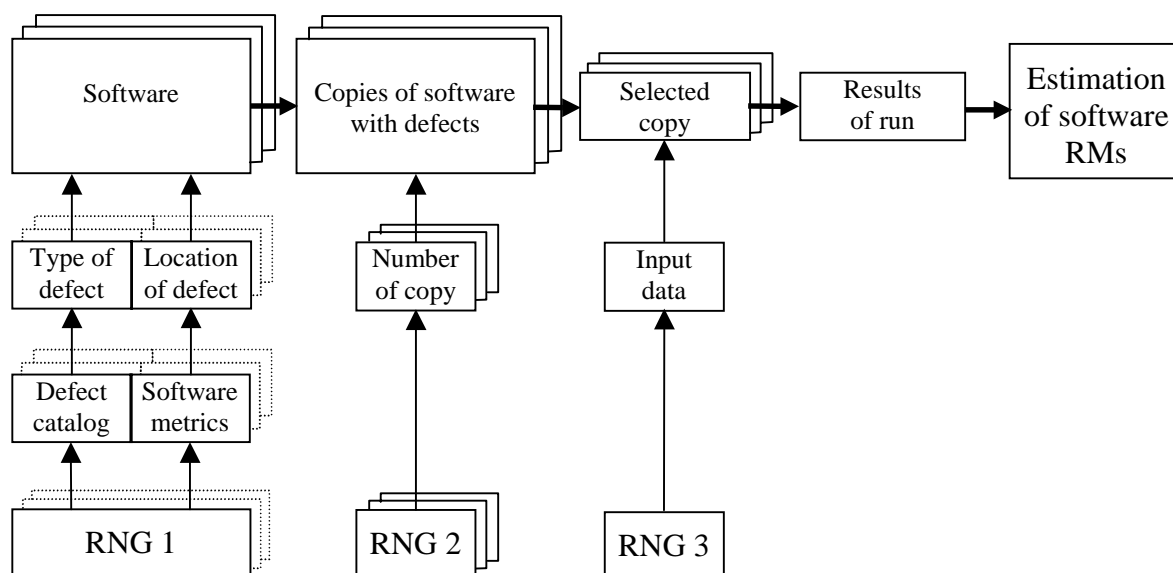 Software
Copies of software
with defects
Selected
copy
Results
of run
Estimation
of software
RMs
Type of
defect
Location
of defect
Number
of copy
Input
data
Defect
catalog
Software
metrics
RNG 1
RNG 2
RNG 3